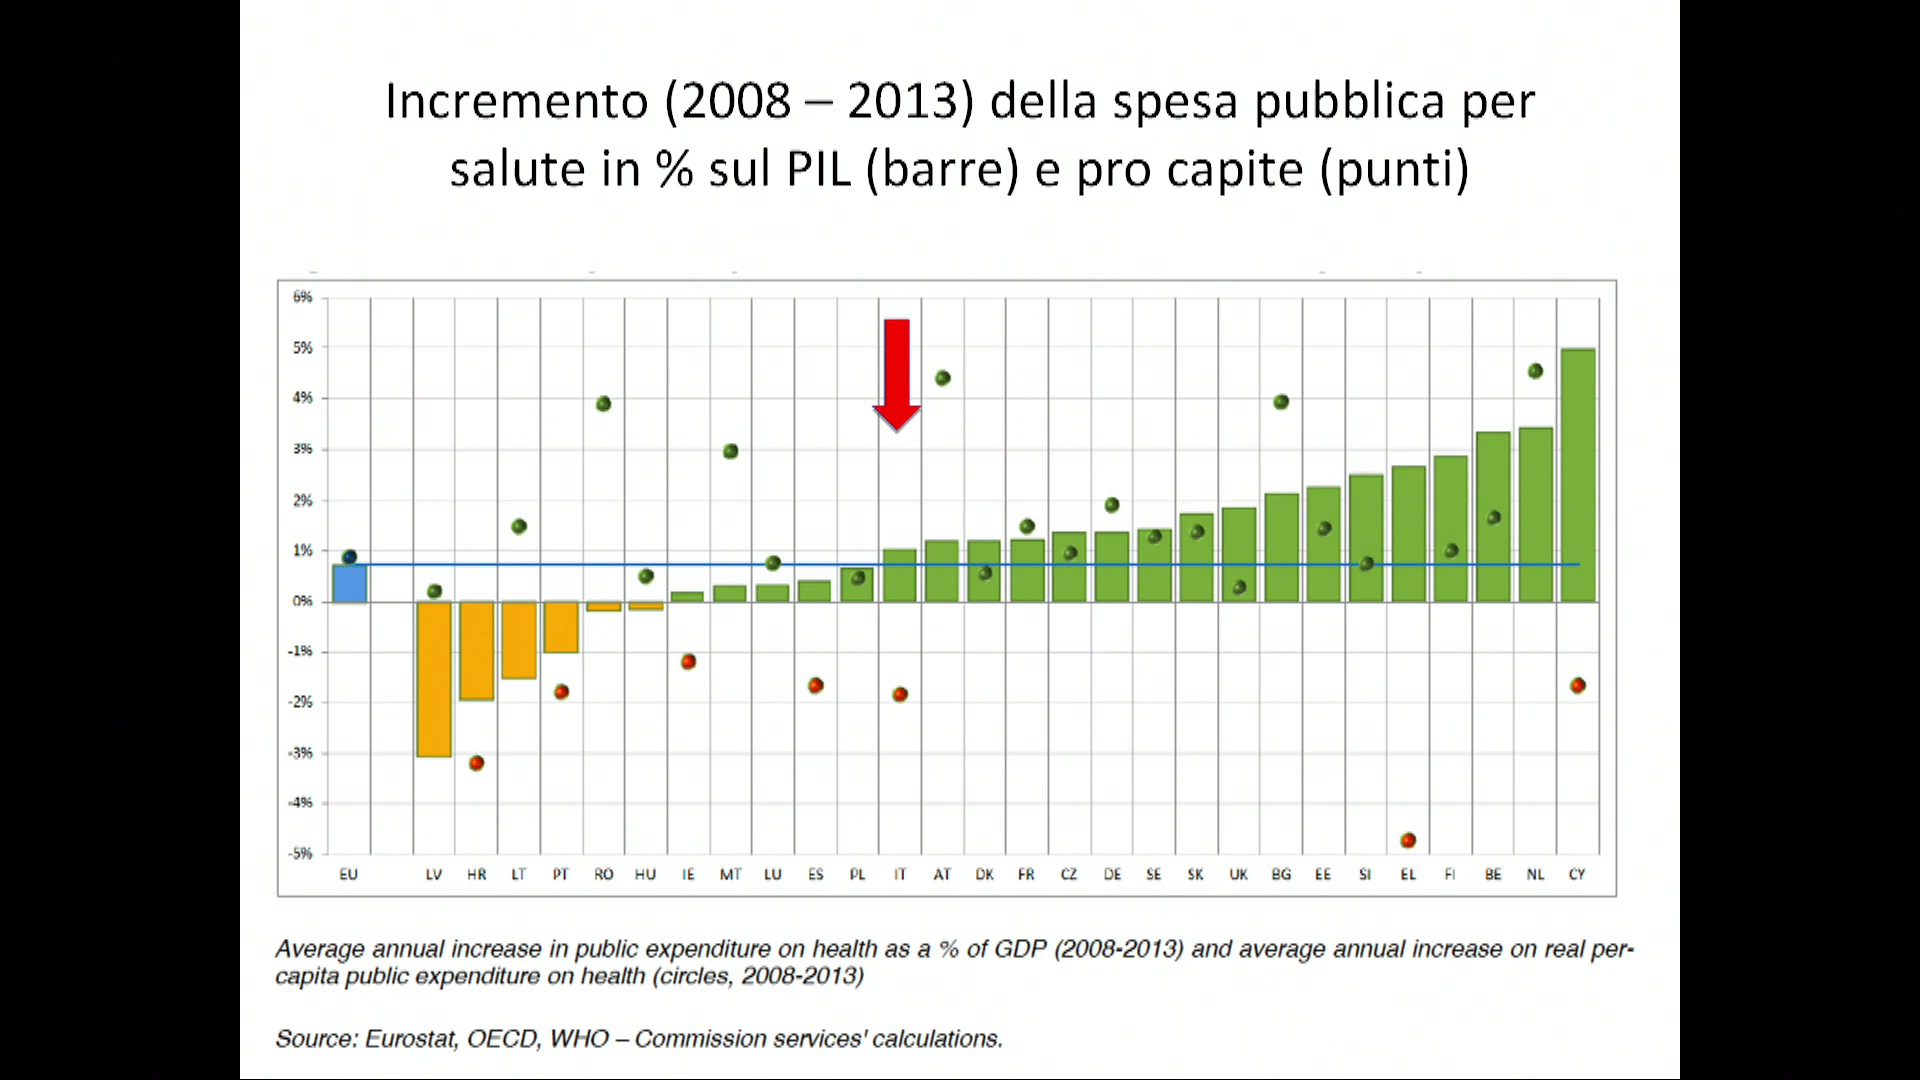 Incremento (2008 – 2013) della spesa pubblica per
salute in % sul PIL (barre) e pro capite (punti)
6%
5%
4%
3%
2%
1%
0%
-1%
-2%
-3%
-4%
-5%
EU LV HR LT PT RO HU IE MT LU ES PL IT AT DK FR CZ DE SE SK UK BG EE SI EL FI BE NL CY
Average annual increase in public expenditure on health as a % of GDP (2008-2013) and average annual increase on real per-
capita public expenditure on health (circles, 2008-2013)
Source: Eurostat, OECD, WHO – Commission services' calculations.